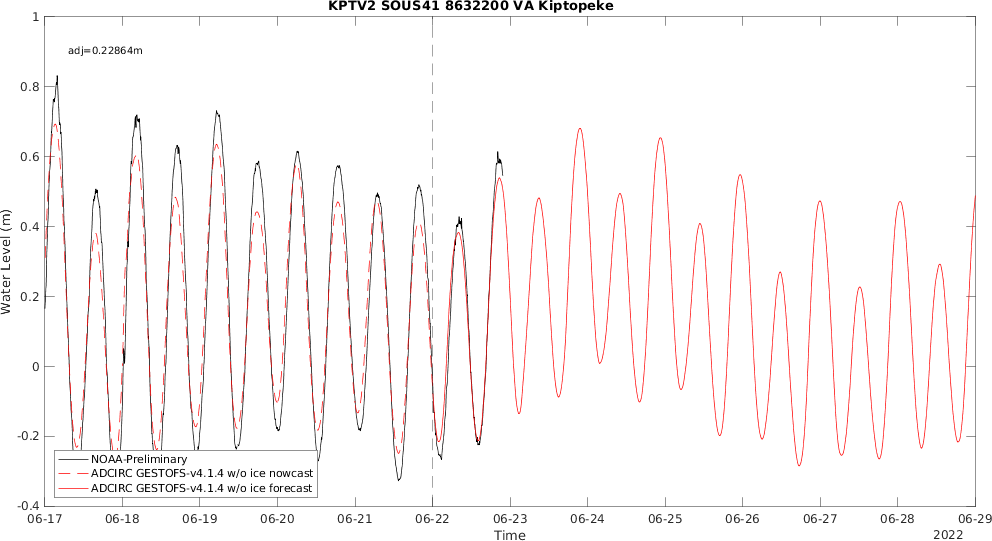 KPTV2 SOUS41 8632200 VA Kiptopeke
adj=0.22864m
Water Level (m)
1
0.8
0.6
0.4
0.2
0
-0.2
-0.4
NOAA-Preliminary
ADCIRC GESTOFS-v4.1.4 w/o ice nowcast
ADCIRC GESTOFS-v4.1.4 w/o ice forecast
06-17 06-18 06-19 06-20 06-21 06-22 06-23 06-24 06-25 06-26 06-27 06-28 06-29
Time
2022